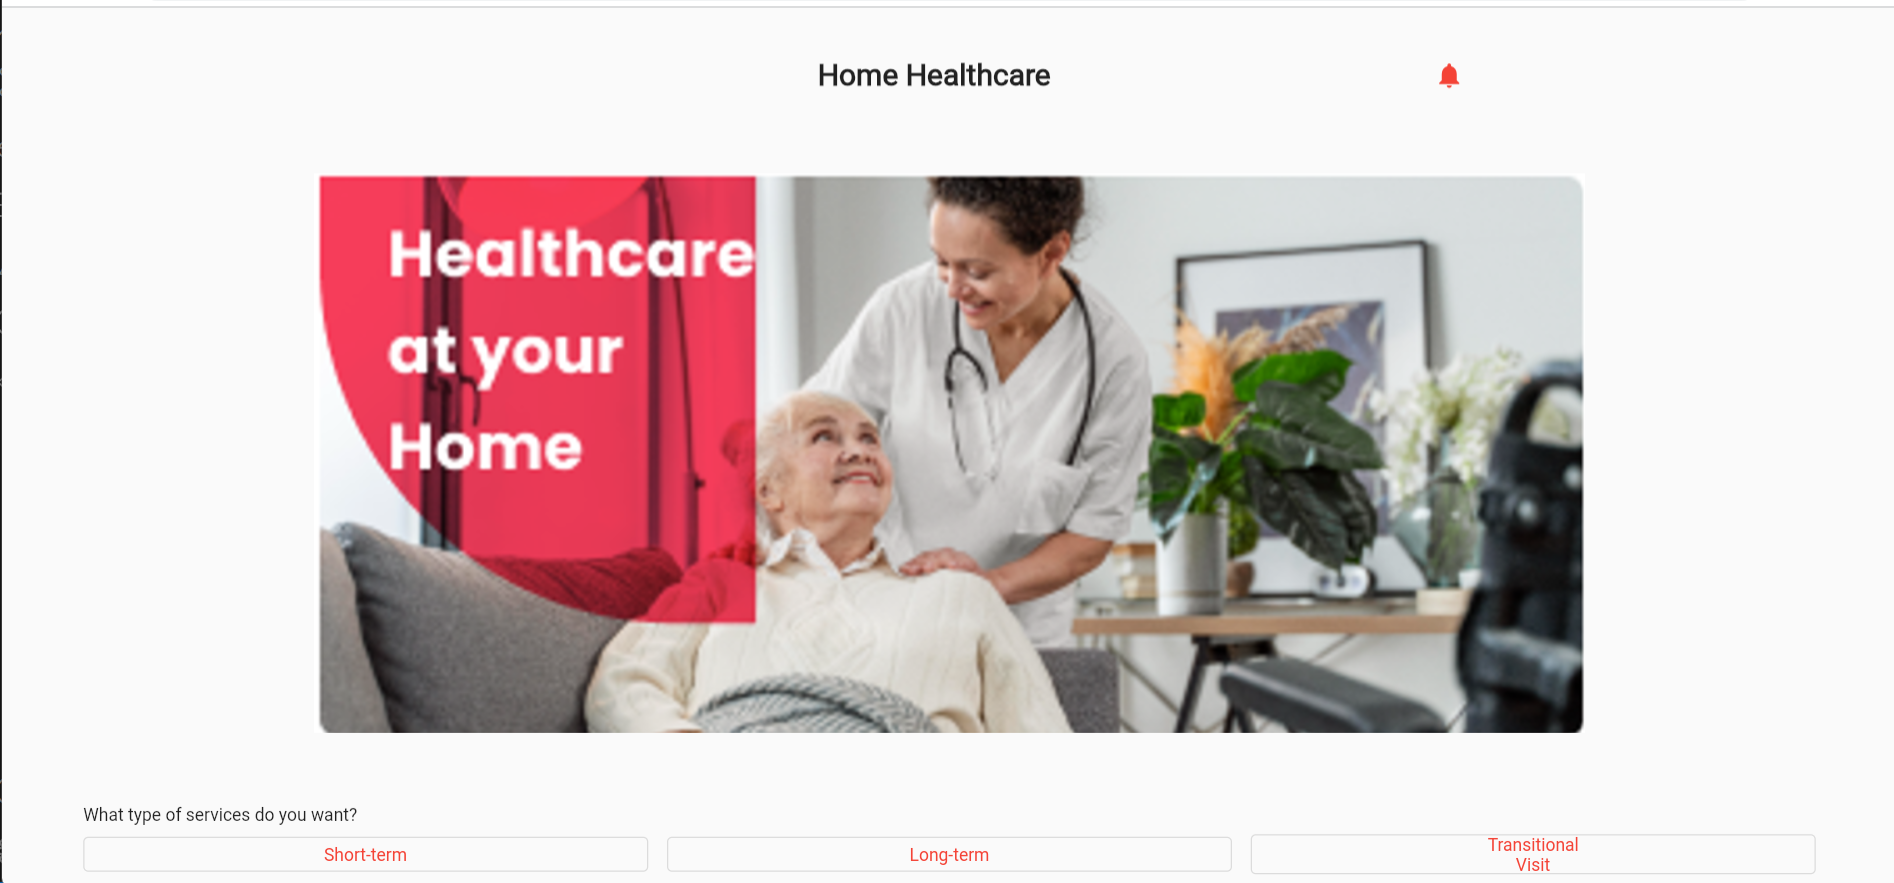 Home Healthcare
Healthcare
at your
Home
What type of services do you want?
Short-term
Long-term
Transitional
Visit